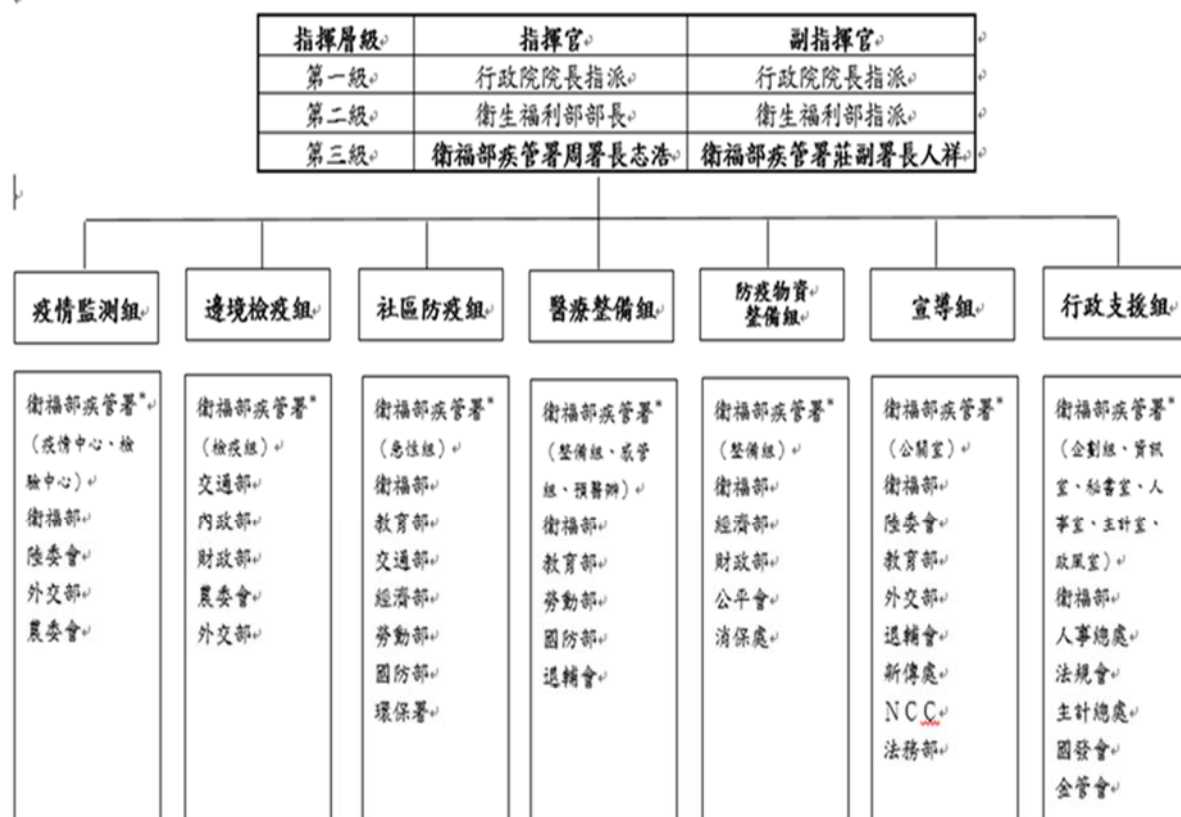 指揮層級 指揮官 副指揮官
第一級 行政院院長指派 行政院院長指派
第二級 衛生福利部部長 衛生福利部指派
第三級 衛福部疾管署周署長志浩 衛福部疾管署莊副署長人祥
疫情監測組
邊境檢疫組
社區防疫組
醫療整備組
防疫物資
整備組
宣導組
行政支援組
衛福部疾管署*
（疫情中心、檢
驗中心）
衛福部
陸委會
外交部
農委會
衛福部疾管署*
（檢疫組）
交通部
內政部
財政部
農委會
外交部
衛福部疾管署*
（急性組）
衛福部
教育部
交通部
經濟部
勞動部
國防部
環保署
衛福部疾管署*
（整備組、感管
組、預醫辦）
衛福部
教育部
勞動部
國防部
退輔會
衛福部疾管署*
（整備組）
衛福部
經濟部
財政部
公平會
消保處
衛福部疾管署*
（公關室）
衛福部
陸委會
教育部
外交部
退輔會
新傳處
NCC
法務部
衛福部疾管署*
（企劃組、資訊
室、秘書室、人
事室、主計室、
政風室）
衛福部
人事總處
法規會
主計總處
國發會
金管會